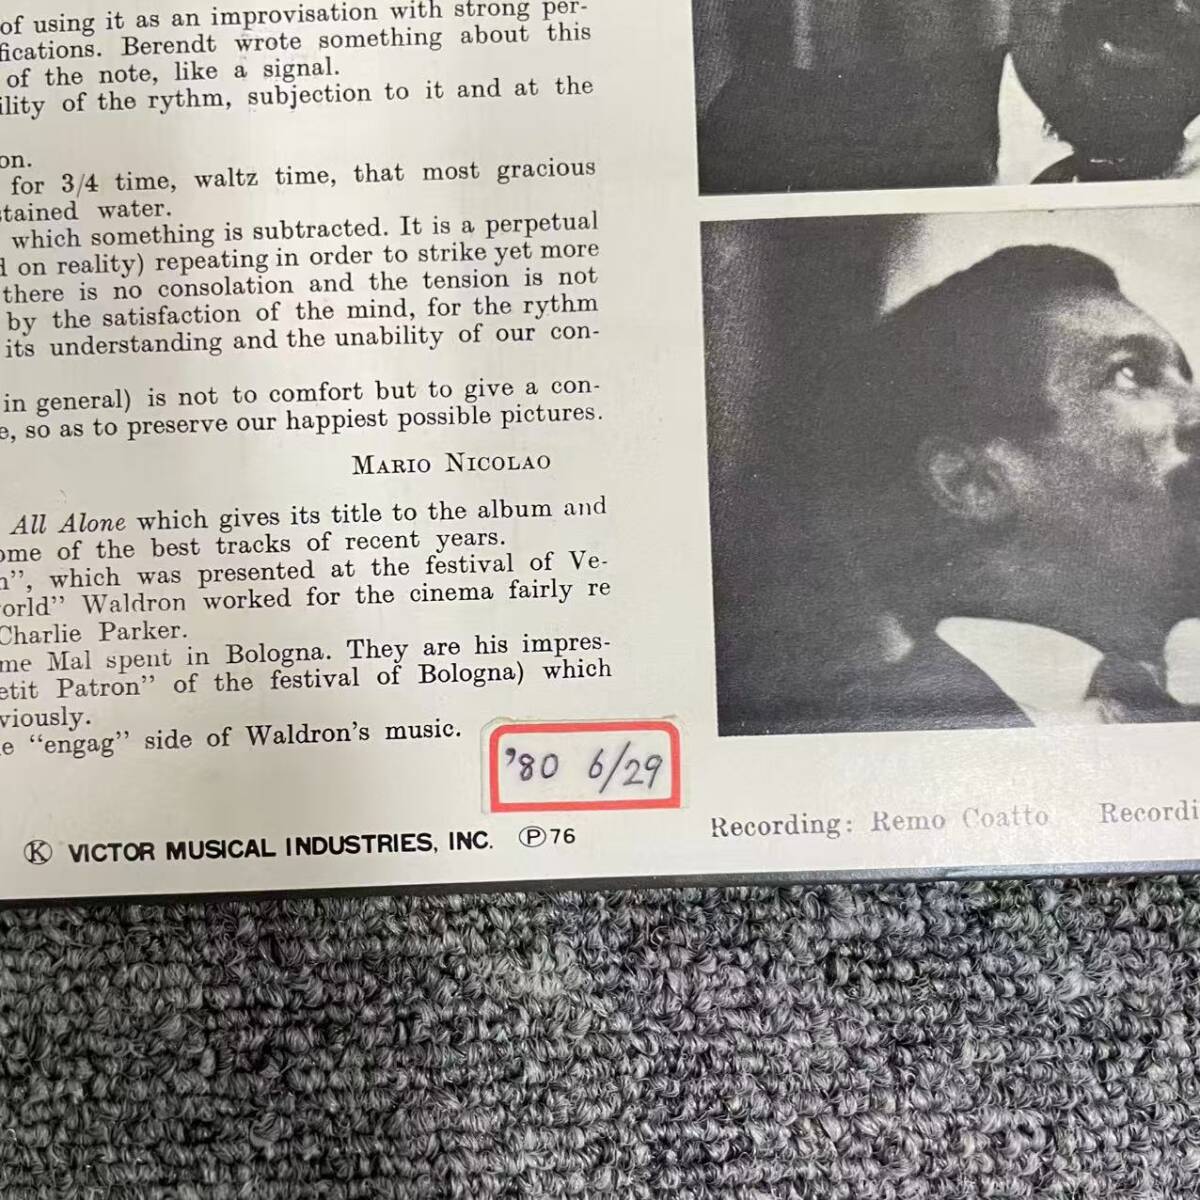 of using it as an improvisation with strong per-
fications. Berendt wrote something about this
of the note, like a signal.
ility of the rythm, subjection to it and at the
on.
for 3/4 time, waltz time, that most gracious
stained water.
which something is subtracted. It is a perpetual
d on reality) repeating in order to strike yet more
there is no consolation and the tension is not
by the satisfaction of the mind, for the rythm
its understanding and the unability of our con-
in general) is not to comfort but to give a con-
e, so as to preserve our happiest possible pictures.
MARIO NICOLAO
All Alone which gives its title to the album and
ome of the best tracks of recent years.
n”, which was presented at the festival of Ve-
orld” Waldron worked for the cinema fairly re
Charlie Parker.
me Mal spent in Bologna. They are his impres-
etit Patron” of the festival of Bologna) which
viously.
e “engag” side of Waldron's music.
'80 6/29
Ⓚ VICTOR MUSICAL INDUSTRIES, INC. Ⓟ76
Recording: Remo Coatto Recordi